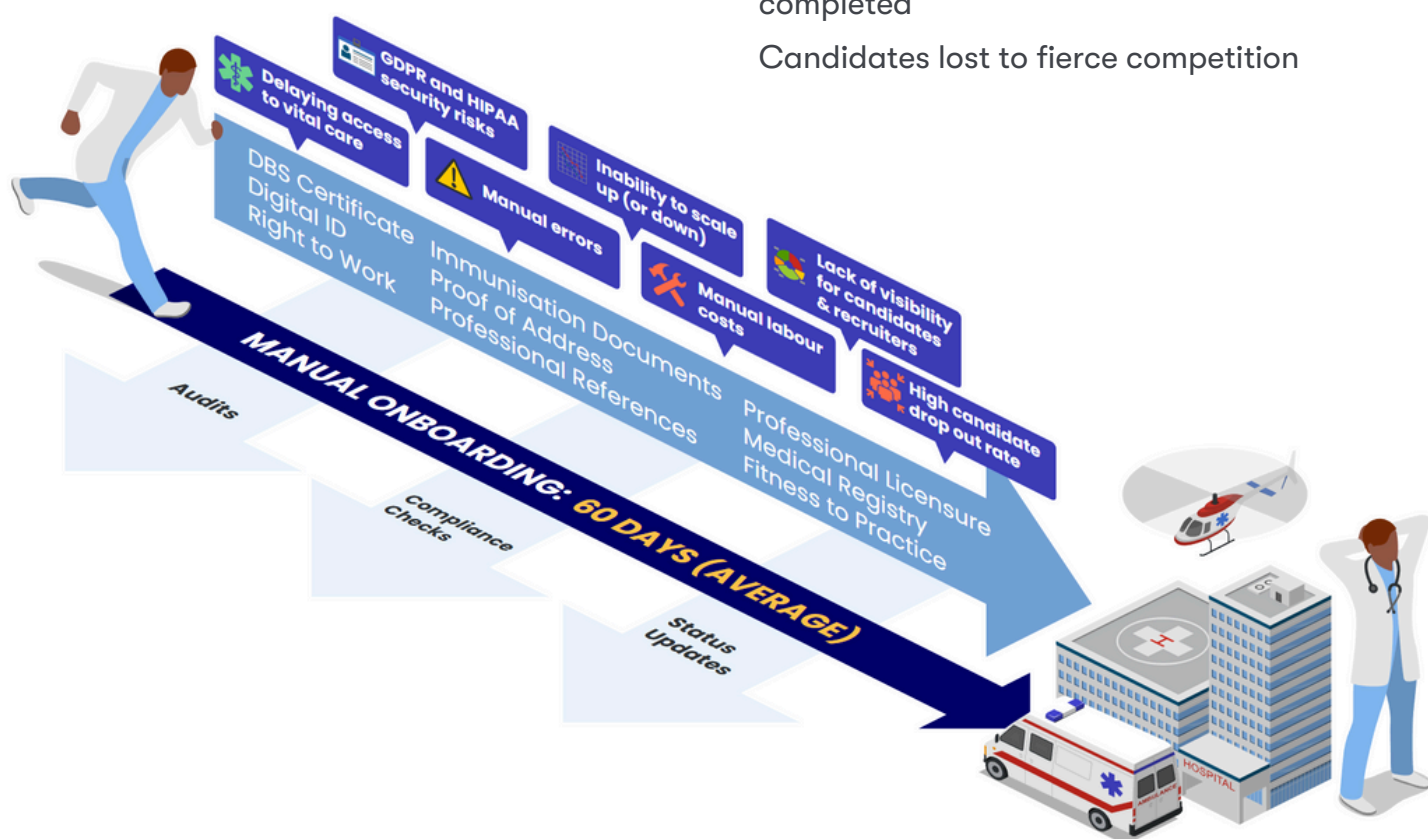 completed
Candidates lost to fierce competition
GDPR and HIPAA
security risks
Delaying access
to vital care
Inability to scale
up (or down)
Manual errors
Lack of visibility
for candidates
& recruiters
Manual labour
costs
High candidate
drop out rate
DBS Certificate
Digital ID
Right to Work
Immunisation Documents
Proof of Address
Professional References
Professional Licensure
Medical Registry
Fitness to Practice
MANUAL ONBOARDING: 60 DAYS (AVERAGE)
Audits
Compliance
Checks
Status
Updates
H
HOSPITAL
AMBULANCE